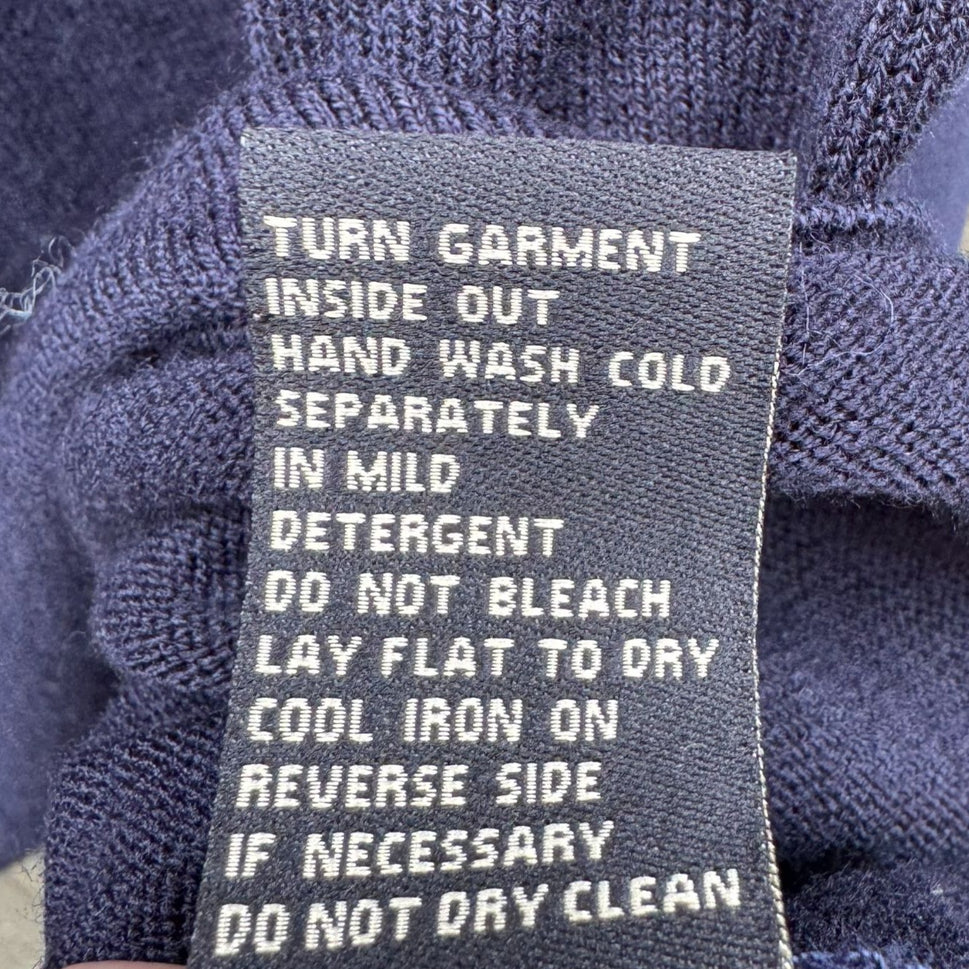 TURN GARMENT
INSIDE OUT
HAND WASH COLD
SEPARATELY
IN MILD
DETERGENT
DO NOT BLEACH
LAY FLAT TO DRY
COOL IRON ON
REVERSE SIDE
IF NECESSARY
DO NOT DRY CLEAN